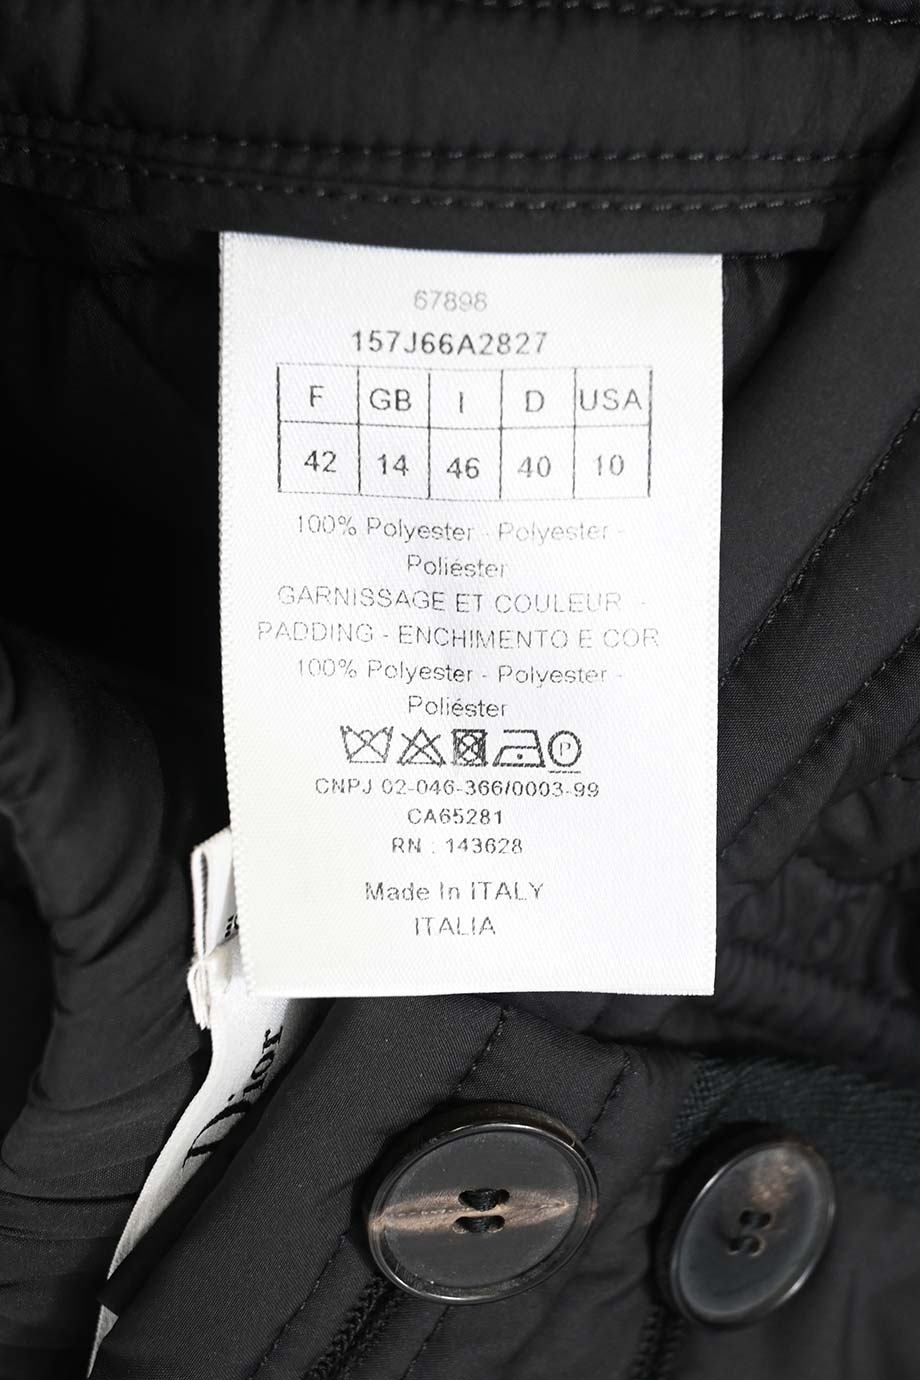 67898
157J66A2827
F GB I D USA
42 14 46 40 10
100% Polyester - Polyester -
Poliéster
GARNISSAGE ET COULEUR -
PADDING - ENCHIMENTO E COR
100% Polyester - Polyester -
Poliéster
P
CNPJ 02-046-366/0003-99
CA65281
RN : 143628
Made In ITALY
ITALIA
Dior